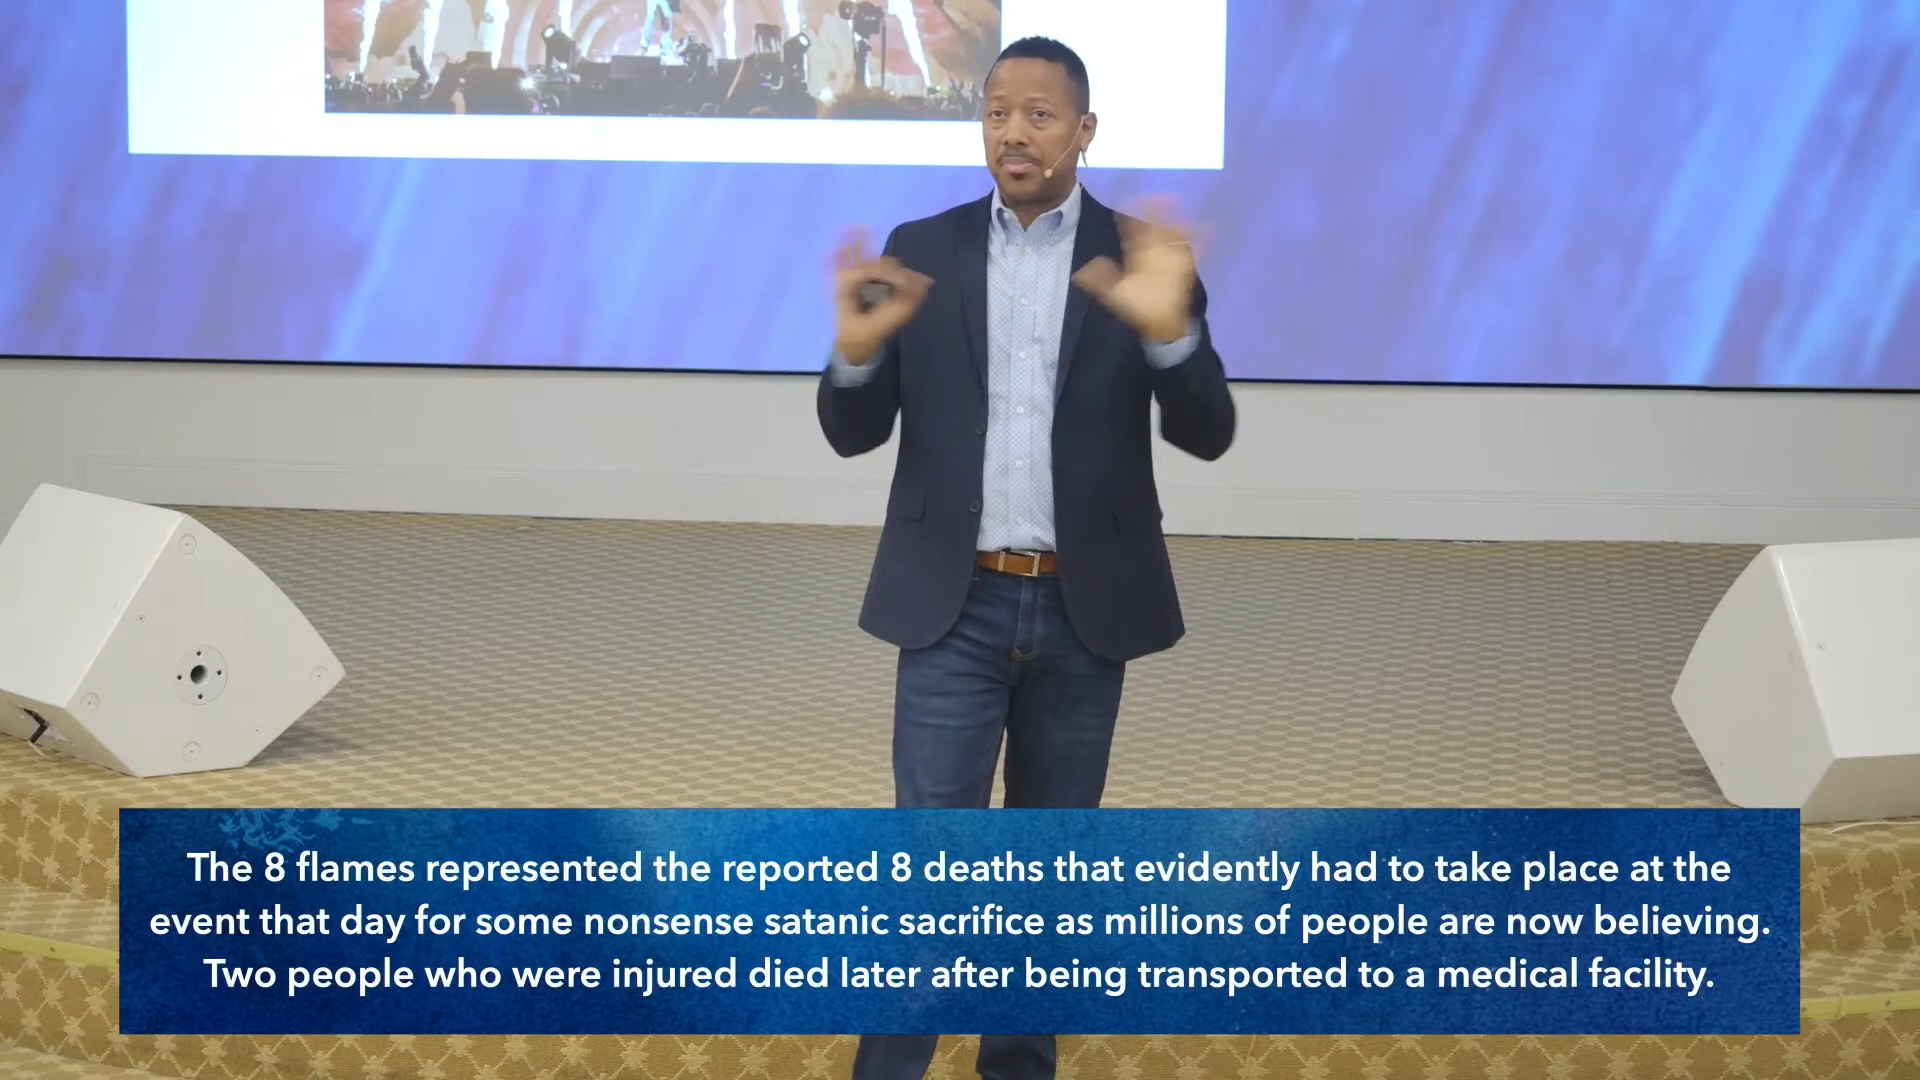 The 8 flames represented the reported 8 deaths that evidently had to take place at the
event that day for some nonsense satanic sacrifice as millions of people are now believing.
Two people who were injured died later after being transported to a medical facility.